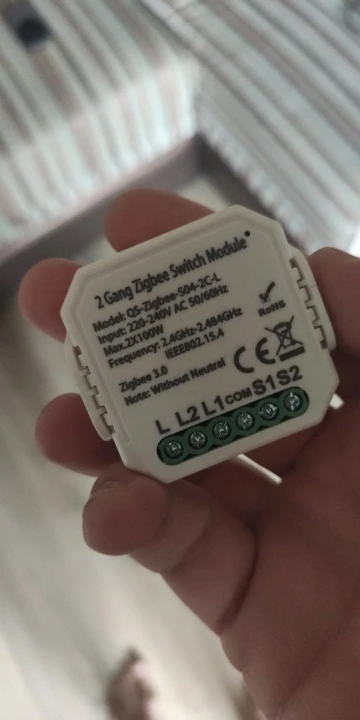 2 Gang Zigbee Switch Module
Model: QS-Zigbee-S04-2C-L
Input: 220-240V AC 50/60Hz
Max.2X100W
Frequency: 2.4GHz-2.484GHz
IEEE802.15.4
Zigbee 3.0
Note: Without Neutral
RoHS
CE
L L2 L1 COM S1 S2